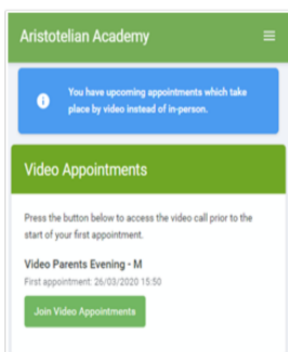 Aristotelian Academy
You have upcoming appointments which take
place by video instead of in-person.
Video Appointments
Press the button below to access the video call prior to the
start of your first appointment.
Video Parents Evening - M
First appointment: 26/03/2020 15:50
Join Video Appointments